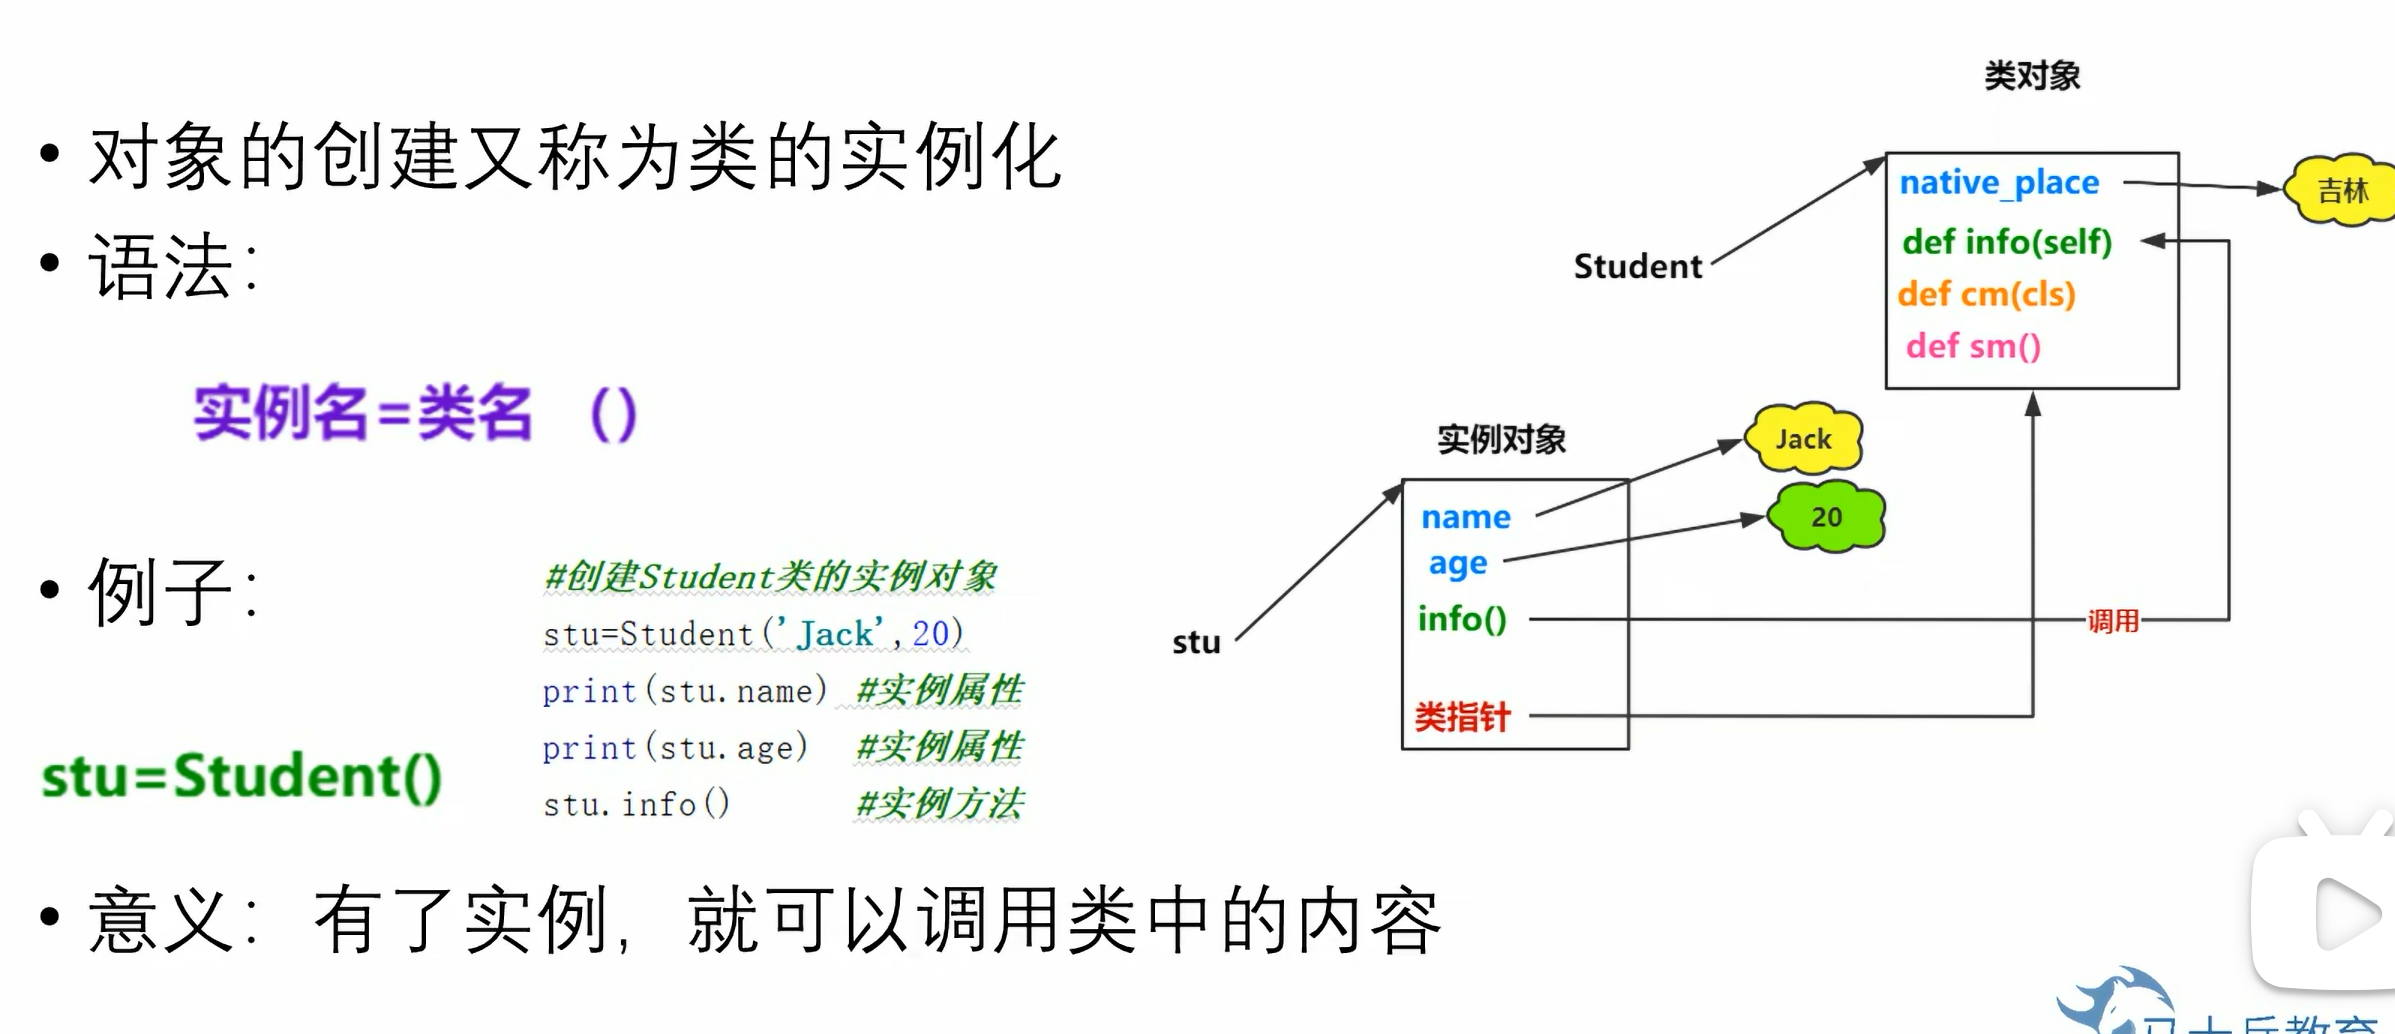 • 对象的创建又称为类的实例化
• 语法：
实例名=类名 （）
• 例子：
#创建Student类的实例对象
stu=Student('Jack',20)
print(stu.name) #实例属性
print(stu.age) #实例属性
stu.info() #实例方法
stu=Student()
• 意义：有了实例，就可以调用类中的内容
类对象
Student
native_place
吉林
def info(self)
def cm(cls)
def sm()
实例对象
stu
name
Jack
age
20
info()
调用
类指针
马士兵教育